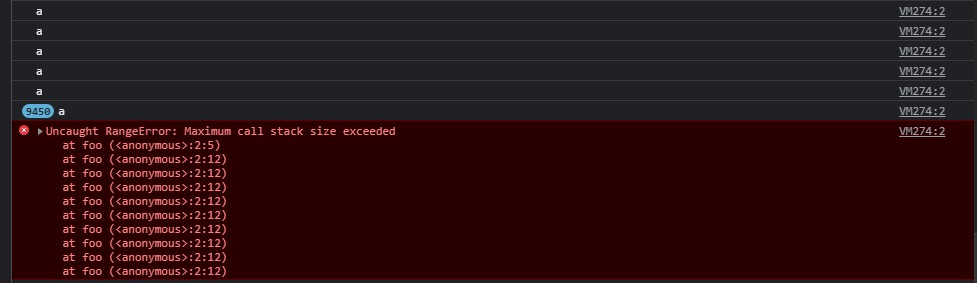 a VM274:2
a VM274:2
a VM274:2
a VM274:2
a VM274:2
9450 a VM274:2
Uncaught RangeError: Maximum call stack size exceeded VM274:2
at foo (<anonymous>:2:5)
at foo (<anonymous>:2:12)
at foo (<anonymous>:2:12)
at foo (<anonymous>:2:12)
at foo (<anonymous>:2:12)
at foo (<anonymous>:2:12)
at foo (<anonymous>:2:12)
at foo (<anonymous>:2:12)
at foo (<anonymous>:2:12)
at foo (<anonymous>:2:12)